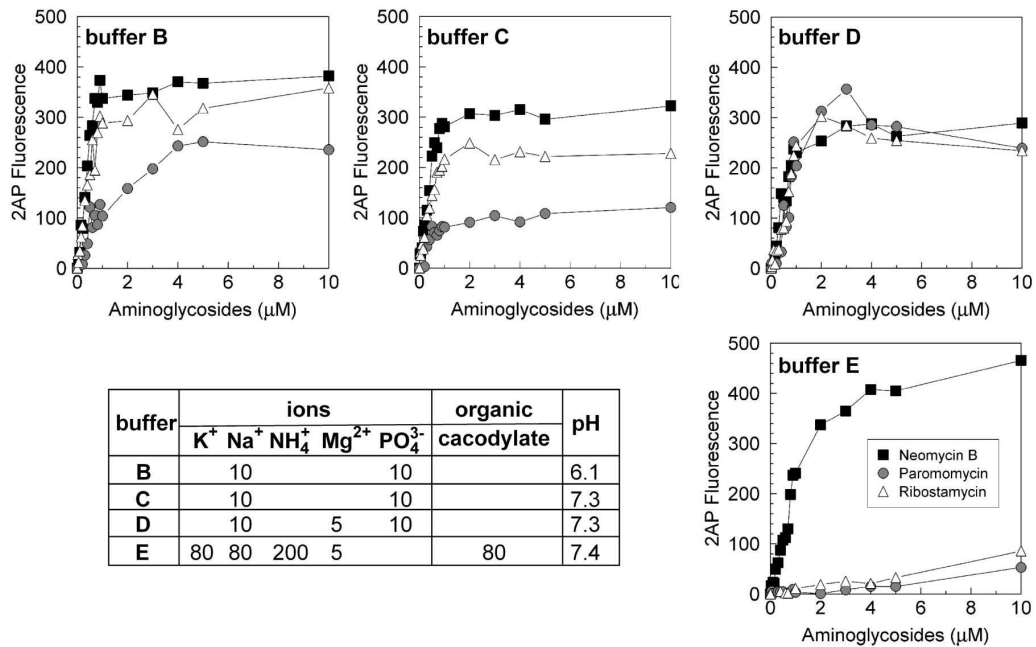 buffer B
500
400
300
200
100
0
2AP Fluorescence
0 2 4 6 8 10
Aminoglycosides (μM)
buffer C
500
400
300
200
100
0
2AP Fluorescence
0 2 4 6 8 10
Aminoglycosides (μM)
buffer D
500
400
300
200
100
0
2AP Fluorescence
0 2 4 6 8 10
Aminoglycosides (μM)
buffer ions organic pH
K⁺ Na⁺ NH₄⁺ Mg²⁺ PO₄³⁻ cacodylate
B 10 10 6.1
C 10 10 7.3
D 10 5 10 7.3
E 80 80 200 5 80 7.4
buffer E
500
400
300
200
100
0
2AP Fluorescence
Neomycin B
Paromomycin
Ribostamycin
0 2 4 6 8 10
Aminoglycosides (μM)